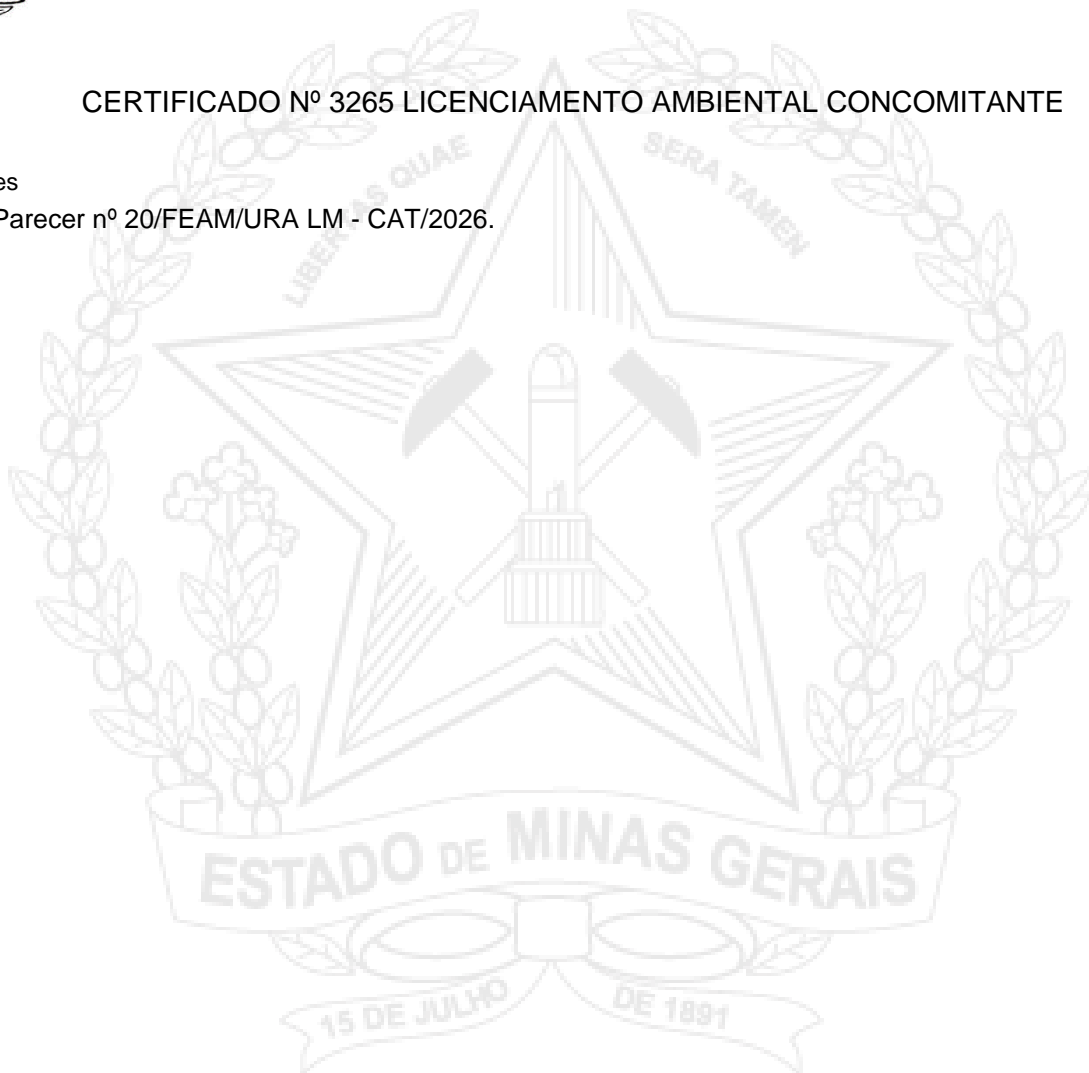 CERTIFICADO Nº 3265 LICENCIAMENTO AMBIENTAL CONCOMITANTE
es
Parecer nº 20/FEAM/URA LM - CAT/2026.
LIBERTAS QUAE SERA TAMEN
ESTADO DE MINAS GERAIS
15 DE JULHO DE 1891